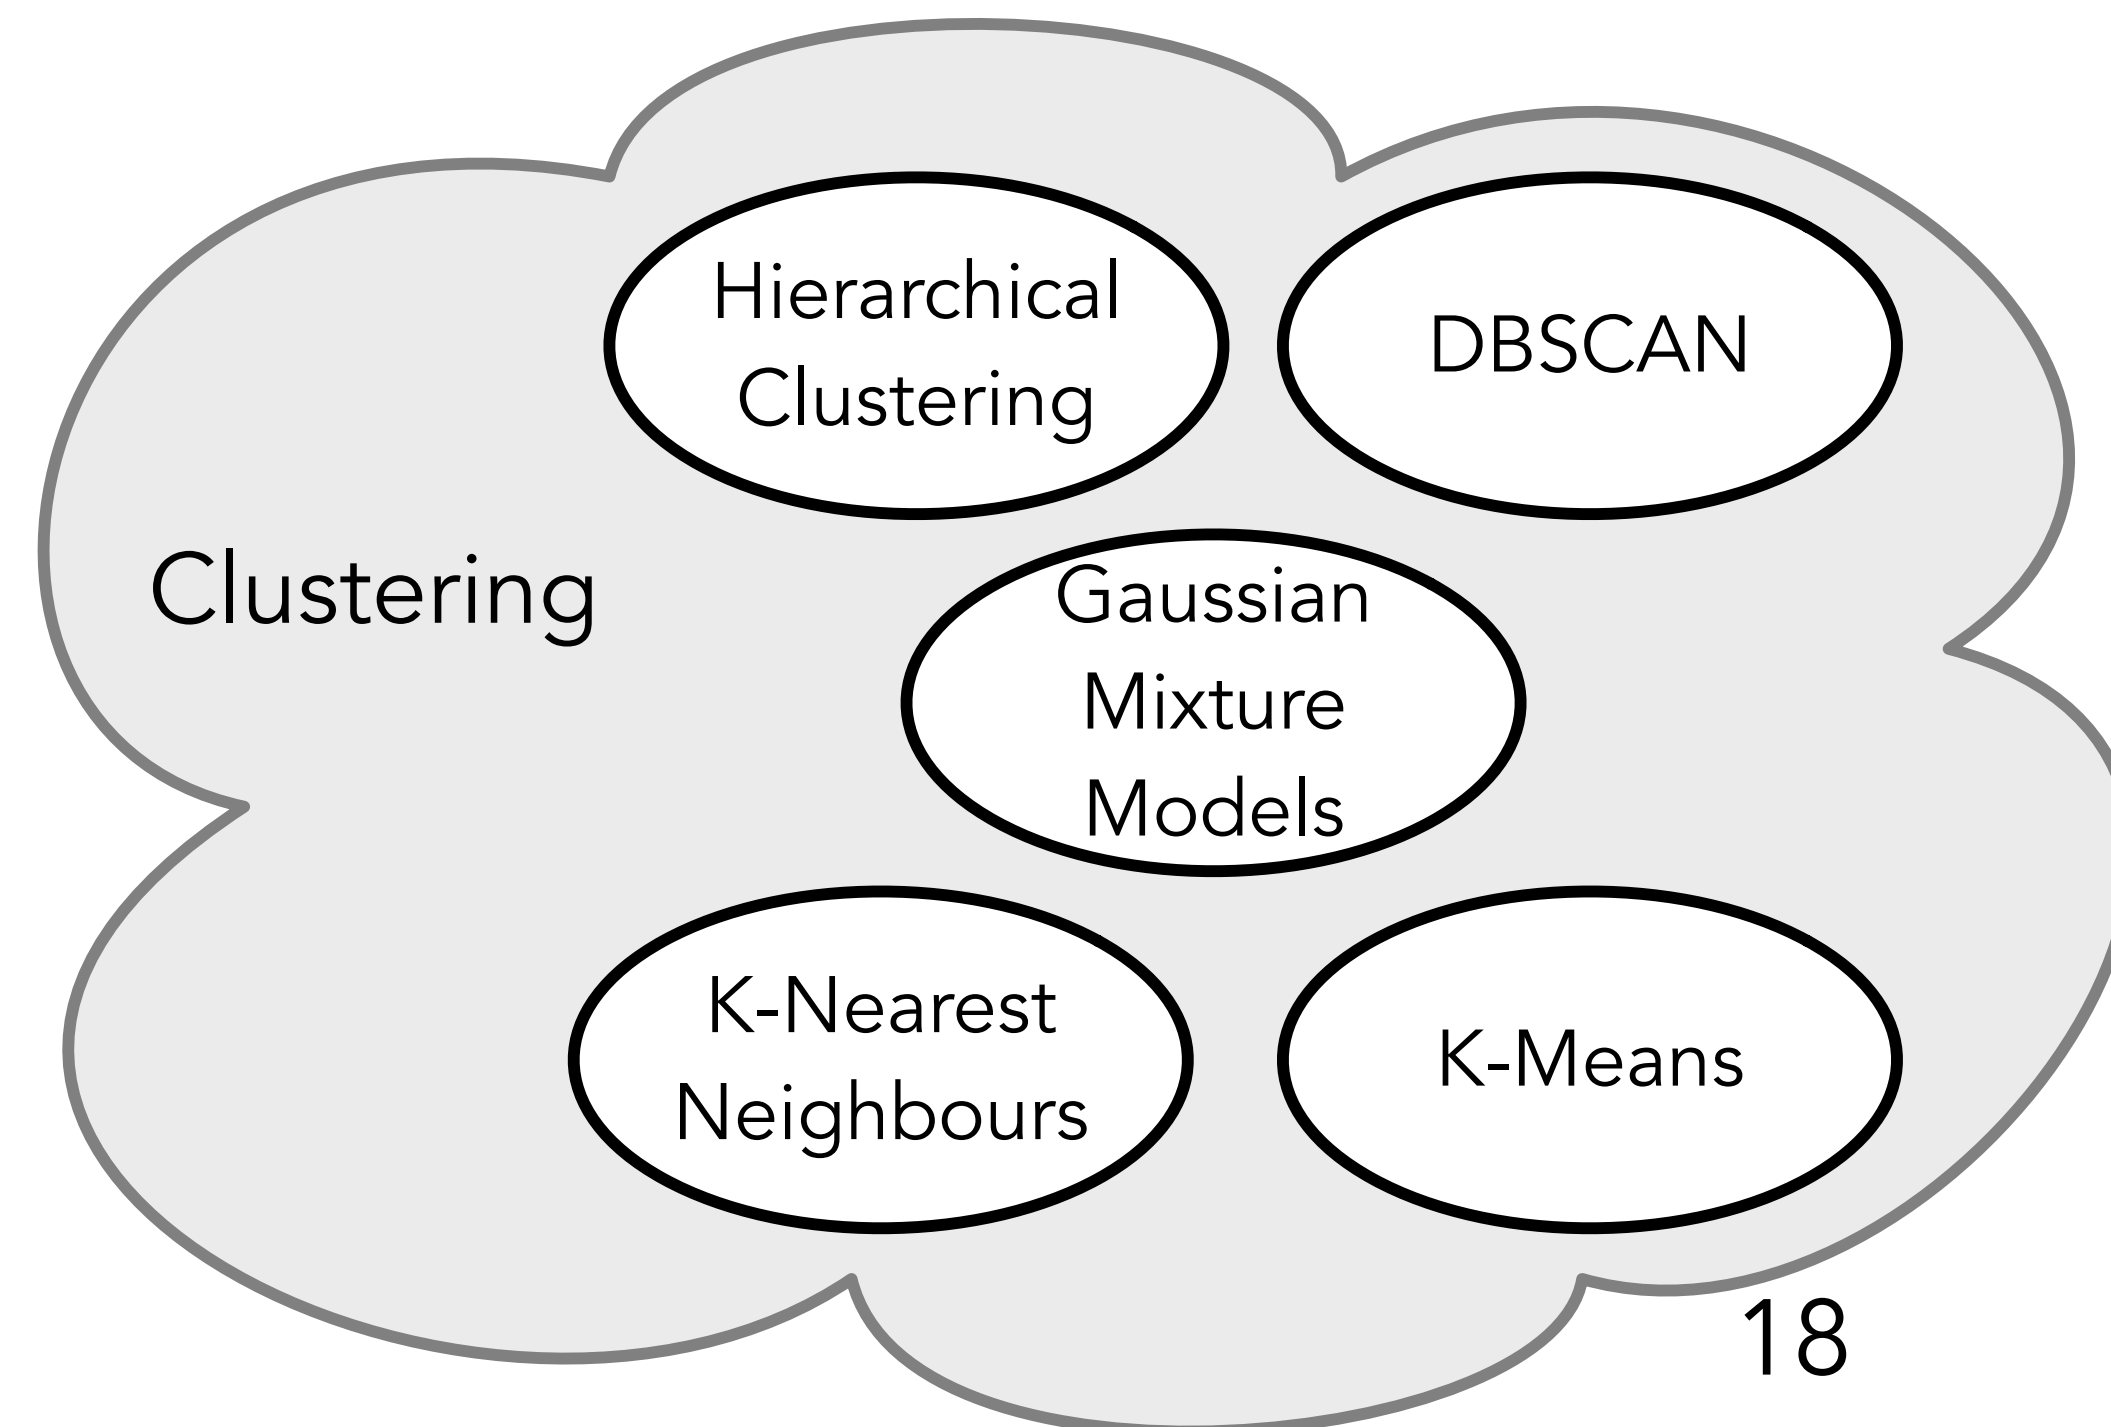 Hierarchical
Clustering
DBSCAN
Clustering
Gaussian
Mixture
Models
K-Nearest
Neighbours
K-Means
18